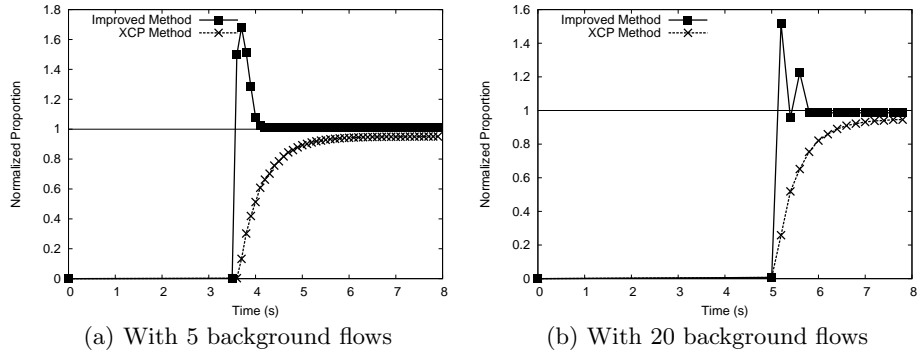 1.8
1.6
1.4
1.2
1
0.8
0.6
0.4
0.2
0
Normalized Proportion
Improved Method
XCP Method
0 1 2 3 4 5 6 7 8
Time (s)
(a) With 5 background flows
1.6
1.4
1.2
1
0.8
0.6
0.4
0.2
0
Normalized Proportion
Improved Method
XCP Method
0 1 2 3 4 5 6 7 8
Time (s)
(b) With 20 background flows